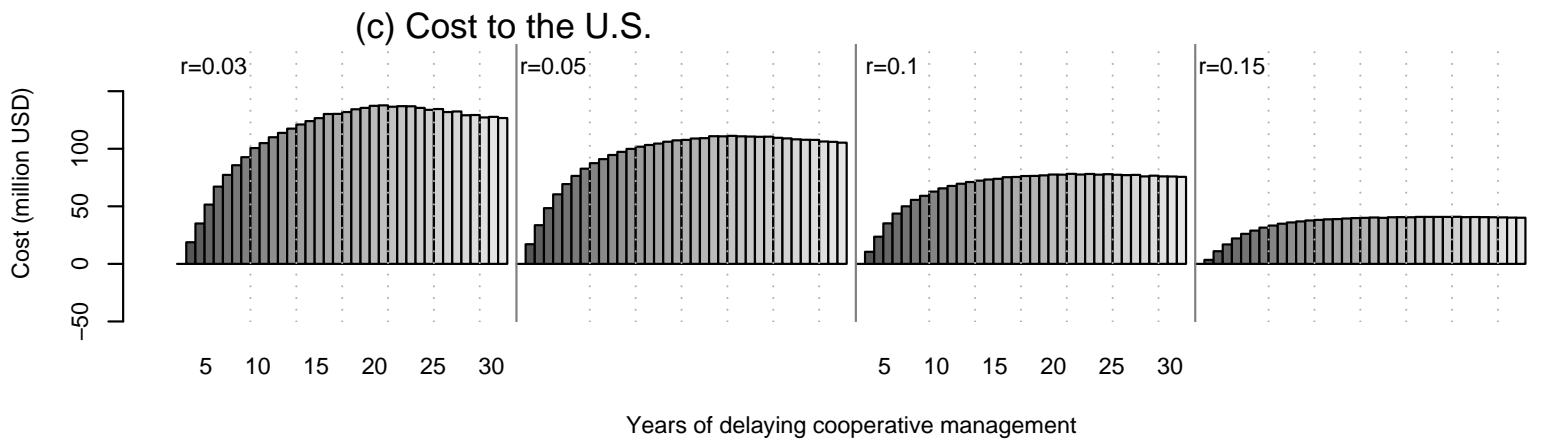 (c) Cost to the U.S.
r=0.03 r=0.05 r=0.1 r=0.15
Cost (million USD)
100
50
0
−50
5 10 15 20 25 30 5 10 15 20 25 30
Years of delaying cooperative management